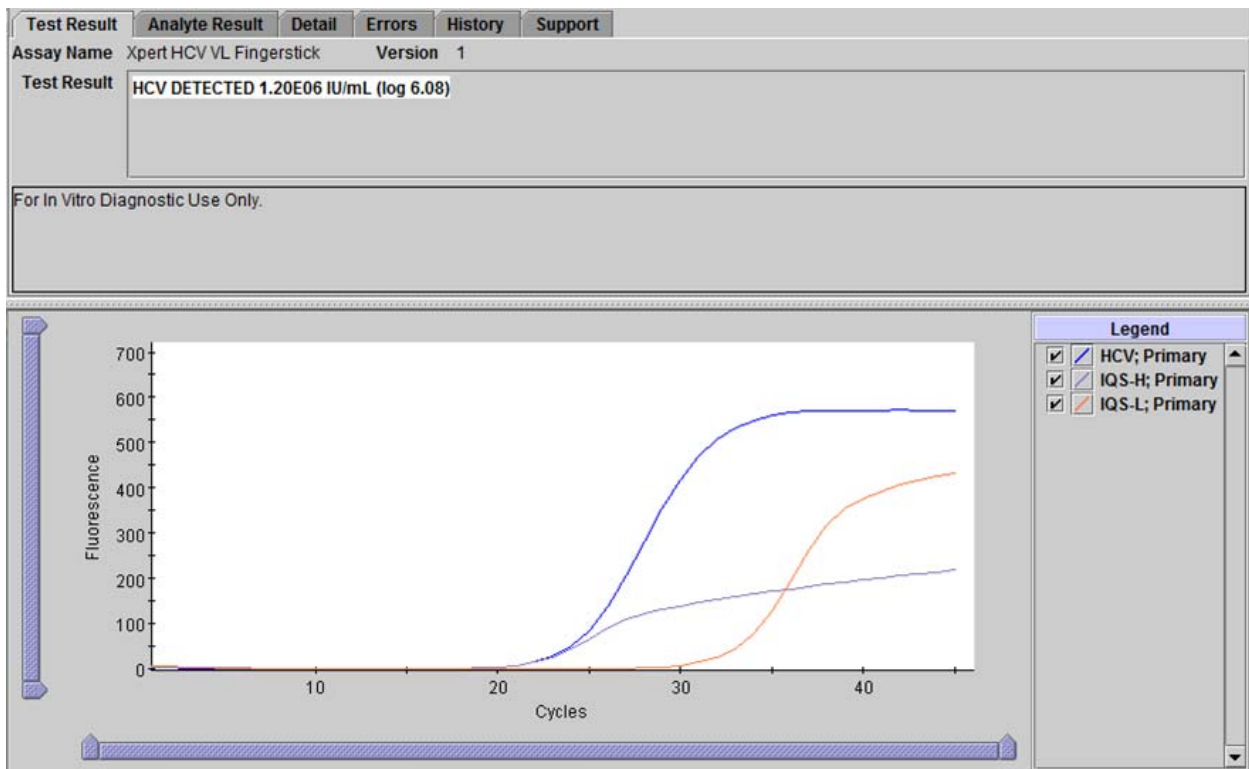 Test Result Analyte Result Detail Errors History Support
Assay Name Xpert HCV VL Fingerstick Version 1
Test Result HCV DETECTED 1.20E06 IU/mL (log 6.08)
For In Vitro Diagnostic Use Only.
Legend
HCV; Primary
IQS-H; Primary
IQS-L; Primary
700
600
500
400
300
200
100
0
Fluorescence
10 20 30 40
Cycles